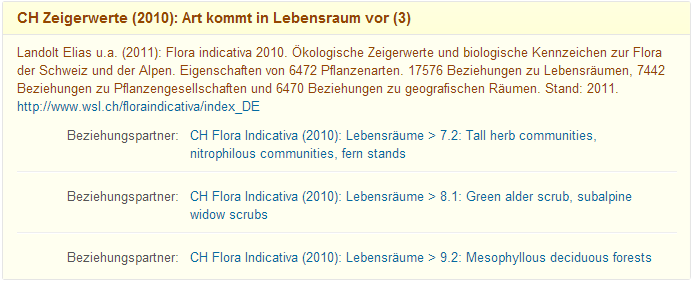 CH Zeigerwerte (2010): Art kommt in Lebensraum vor (3)
Landolt Elias u.a. (2011): Flora indicativa 2010. Ökologische Zeigerwerte und biologische Kennzeichen zur Flora
der Schweiz und der Alpen. Eigenschaften von 6472 Pflanzenarten. 17576 Beziehungen zu Lebensräumen, 7442
Beziehungen zu Pflanzengesellschaften und 6470 Beziehungen zu geografischen Räumen. Stand: 2011.
http://www.wsl.ch/floraindicativa/index_DE
Beziehungspartner: CH Flora Indicativa (2010): Lebensräume > 7.2: Tall herb communities,
nitrophilous communities, fern stands
Beziehungspartner: CH Flora Indicativa (2010): Lebensräume > 8.1: Green alder scrub, subalpine
widow scrubs
Beziehungspartner: CH Flora Indicativa (2010): Lebensräume > 9.2: Mesophyllous deciduous forests